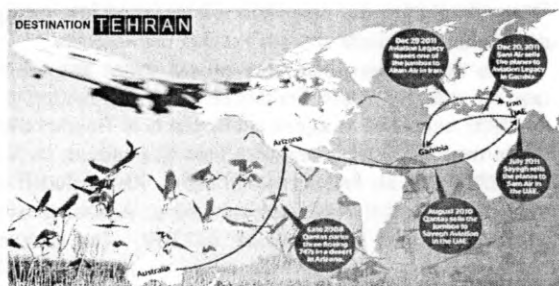 DESTINATION TEHRAN
Dec 29 2011
Aviation Legacy
leases one of
the jumbos to
Aban Air in Iran.
Dec 20, 2011
Sam Air sells
the planes to
Aviation Legacy
in Gambia.
Iran
UAE
Arizona
Gambia
July 2011
Sayegh sells
the planes to
Sam Air in
the UAE.
Late 2008
Qantas parks
three Boeing
747s in a desert
in Arizona.
August 2010
Qantas sells the
jumbos to
Sayegh Aviation
in the UAE.
Australia